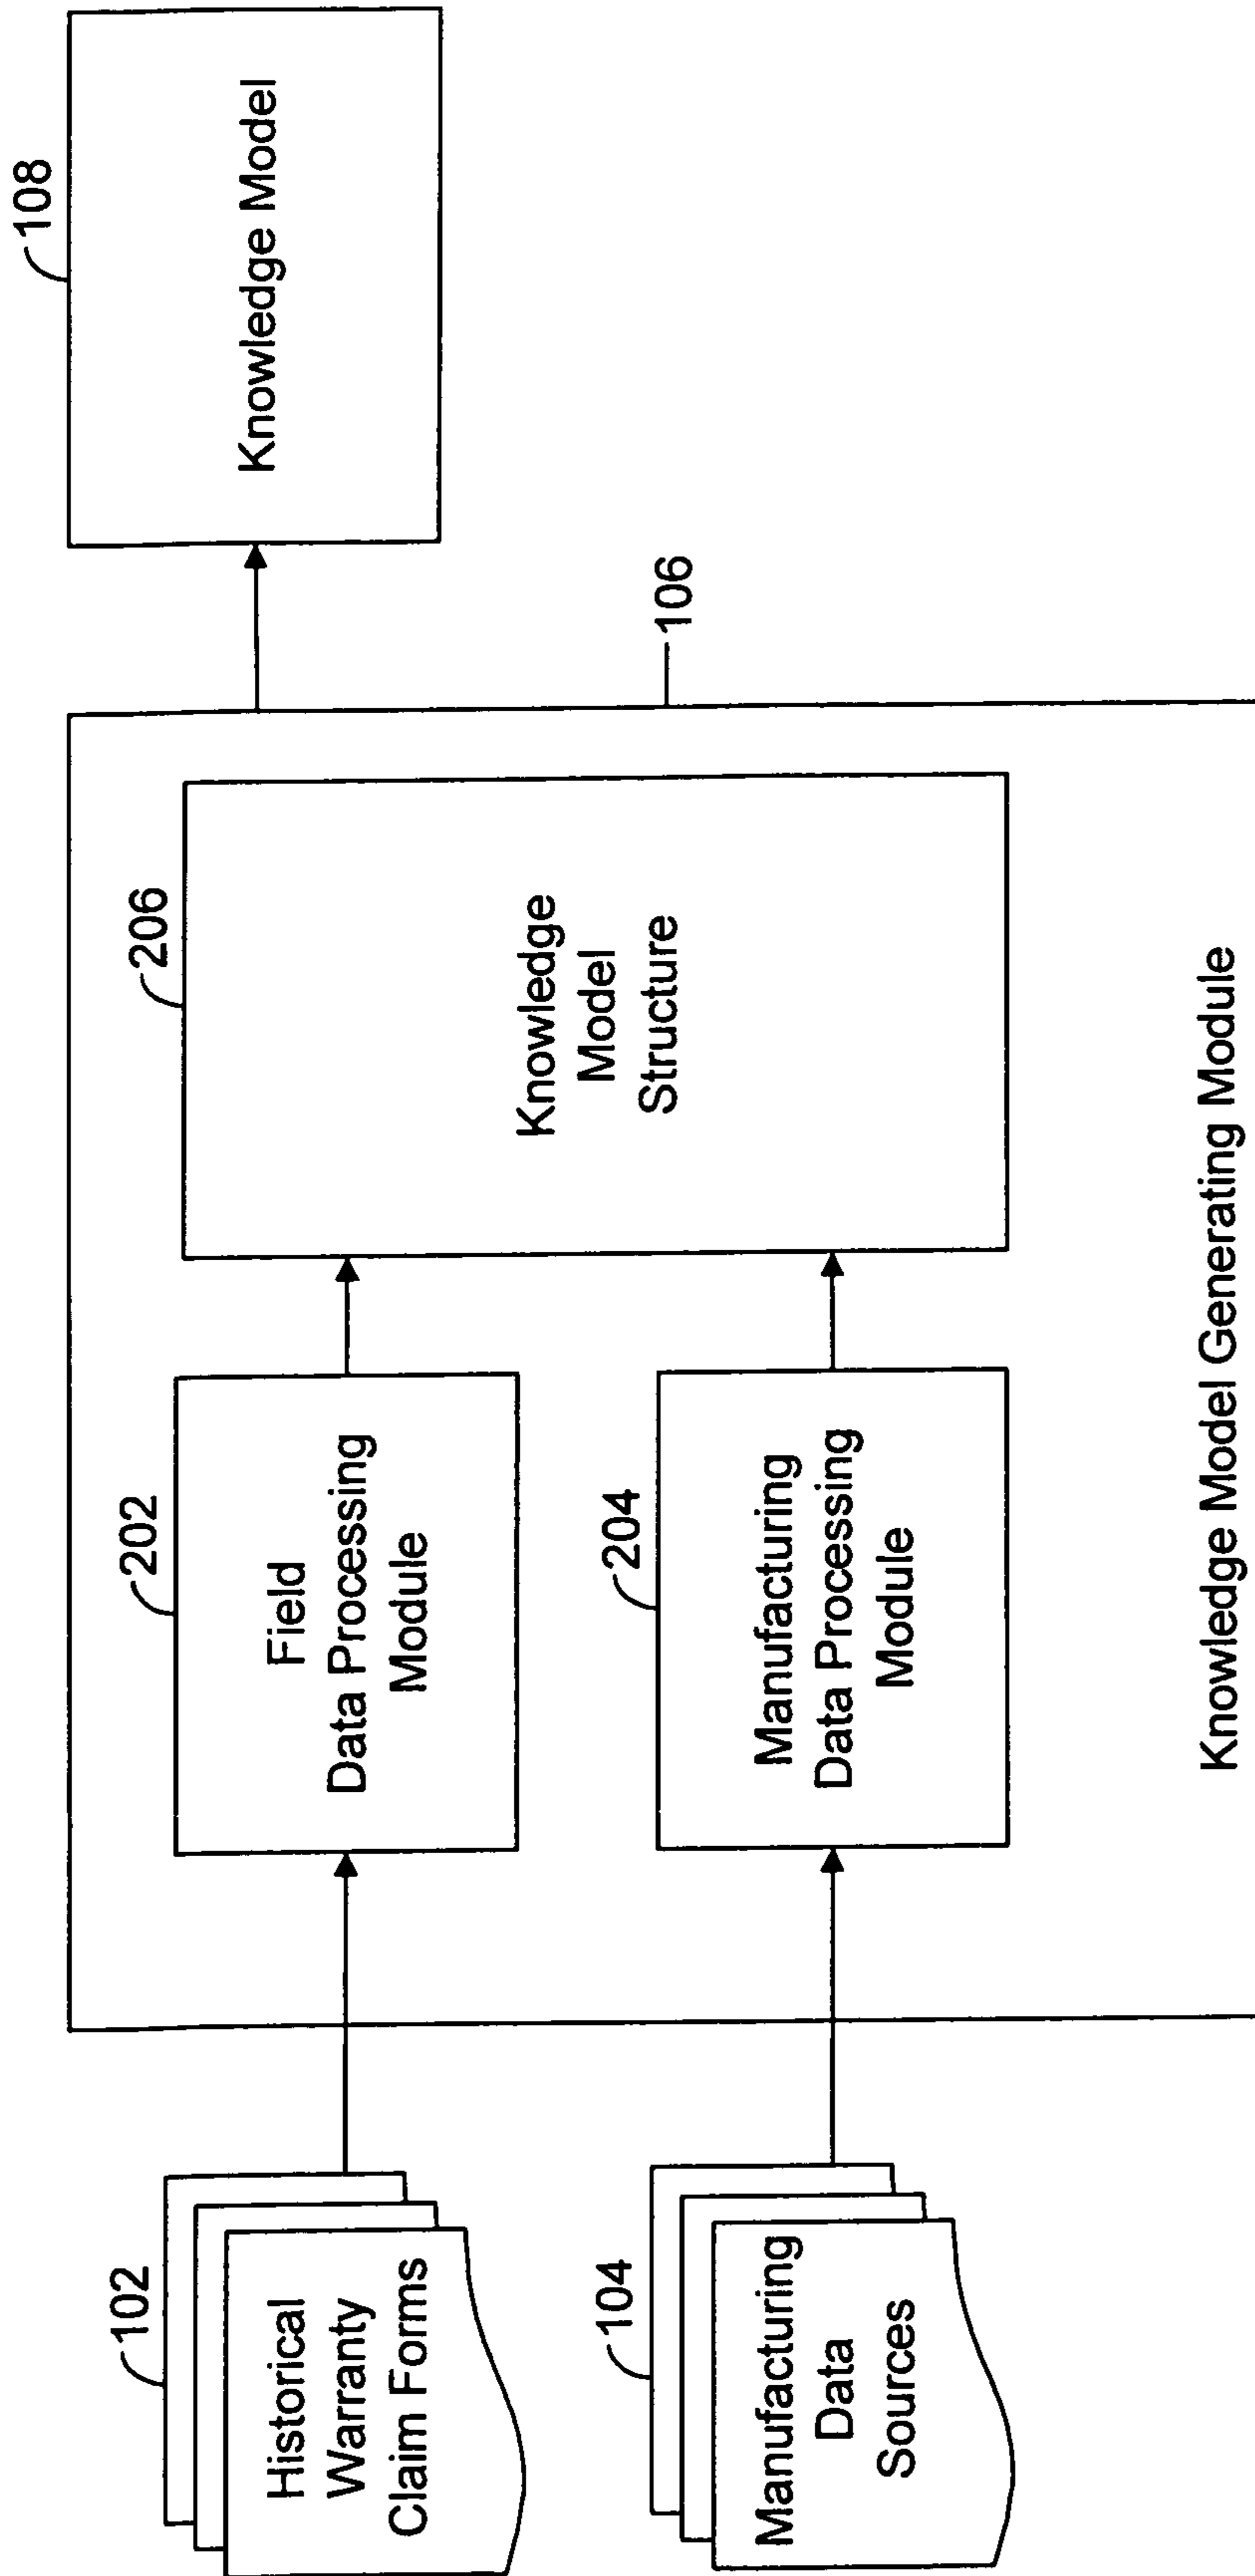 102
Historical
Warranty
Claim Forms
104
Manufacturing
Data
Sources
202
Field
Data Processing
Module
204
Manufacturing
Data Processing
Module
206
Knowledge
Model
Structure
106
Knowledge Model Generating Module
108
Knowledge Model